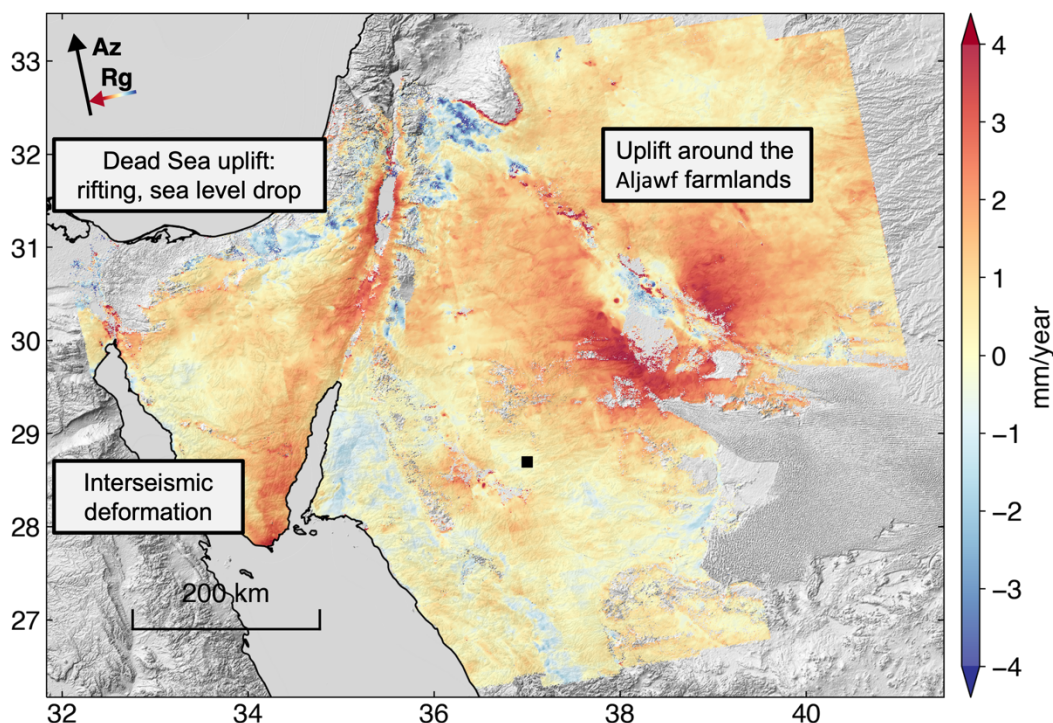 33
32
31
30
29
28
27
32
34
36
38
40
Az
Rg
Dead Sea uplift:
rifting, sea level drop
Uplift around the
Aljawf farmlands
Interseismic
deformation
200 km
4
3
2
1
0
−1
−2
−3
−4
mm/year